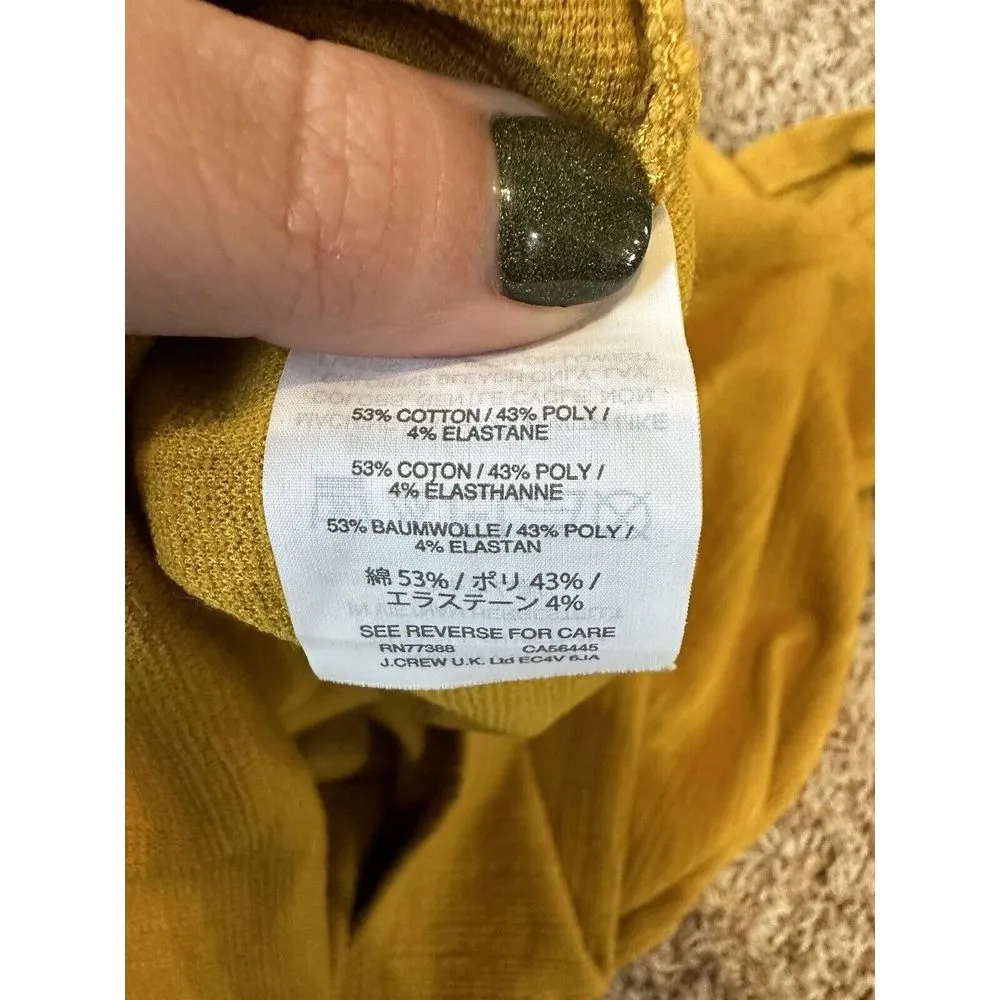 53% COTTON / 43% POLY /
4% ELASTANE
53% COTON / 43% POLY /
4% ÉLASTHANNE
53% BAUMWOLLE / 43% POLY /
4% ELASTAN
綿 53% / ポリ 43% /
エラステーン 4%
SEE REVERSE FOR CARE
RN77388 CA56445
J.CREW U.K. Ltd EC4V 6JA